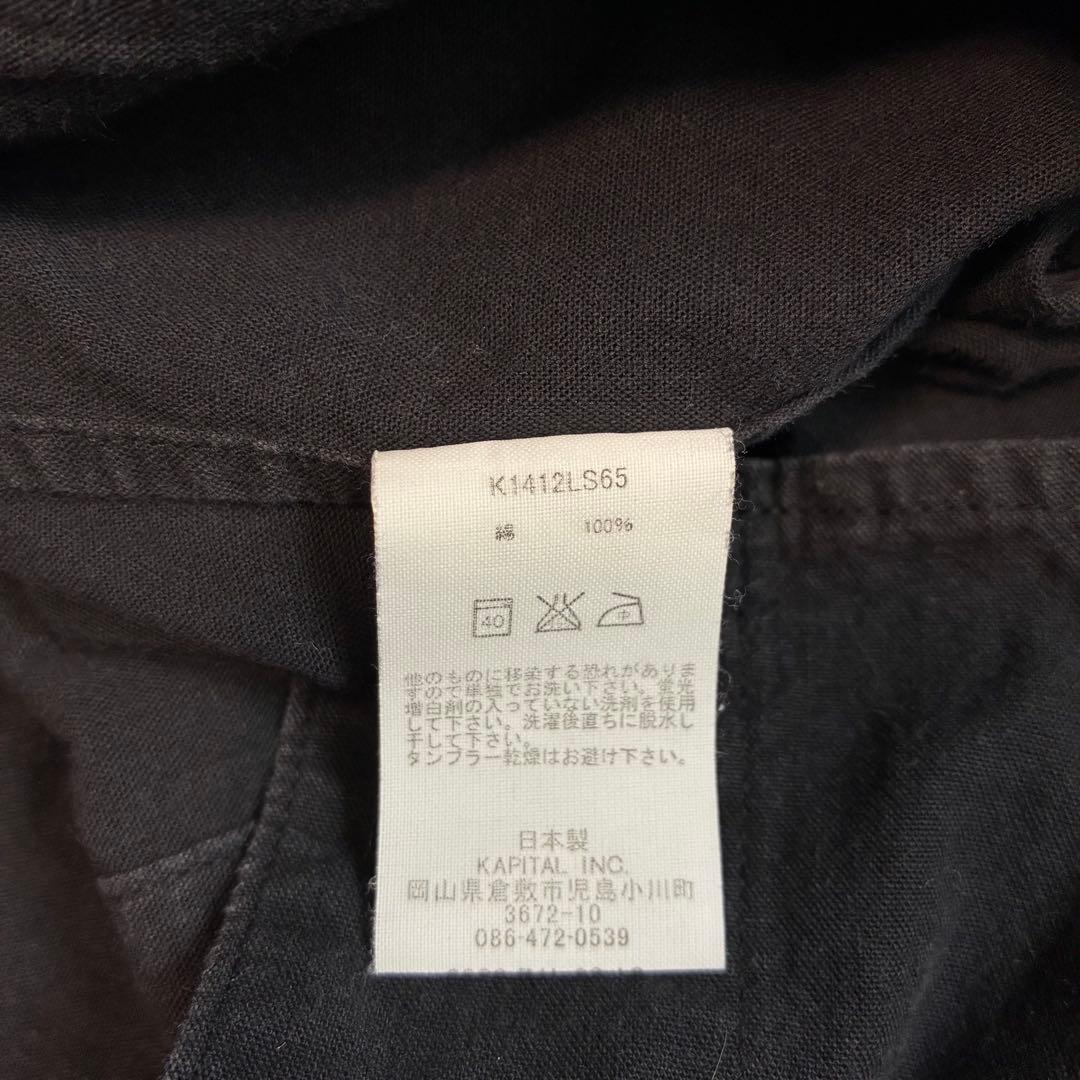 K1412LS65
綿 100%
40 中
他のものに移染する恐れがありま
すので単独でお洗い下さい。蛍光
増白剤の入っていない洗剤を使用
して下さい。洗濯後直ちに脱水し
干して下さい。
タンブラー乾燥はお避け下さい。
日本製
KAPITAL INC.
岡山県倉敷市児島小川町
3672-10
086-472-0539